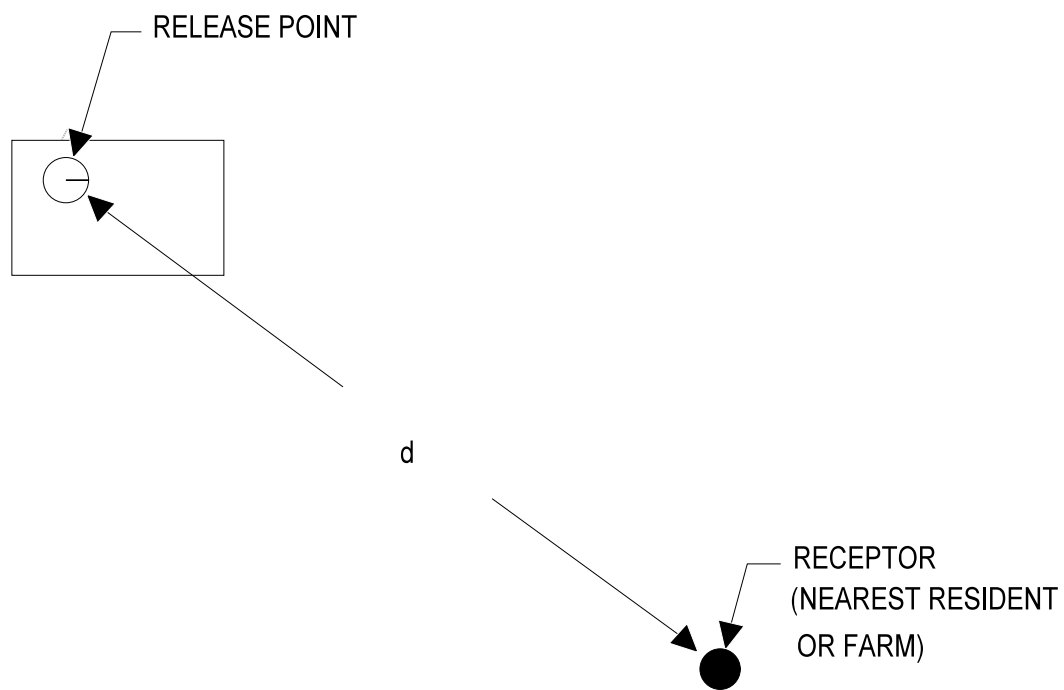 RELEASE POINT
d
RECEPTOR
(NEAREST RESIDENT
OR FARM)